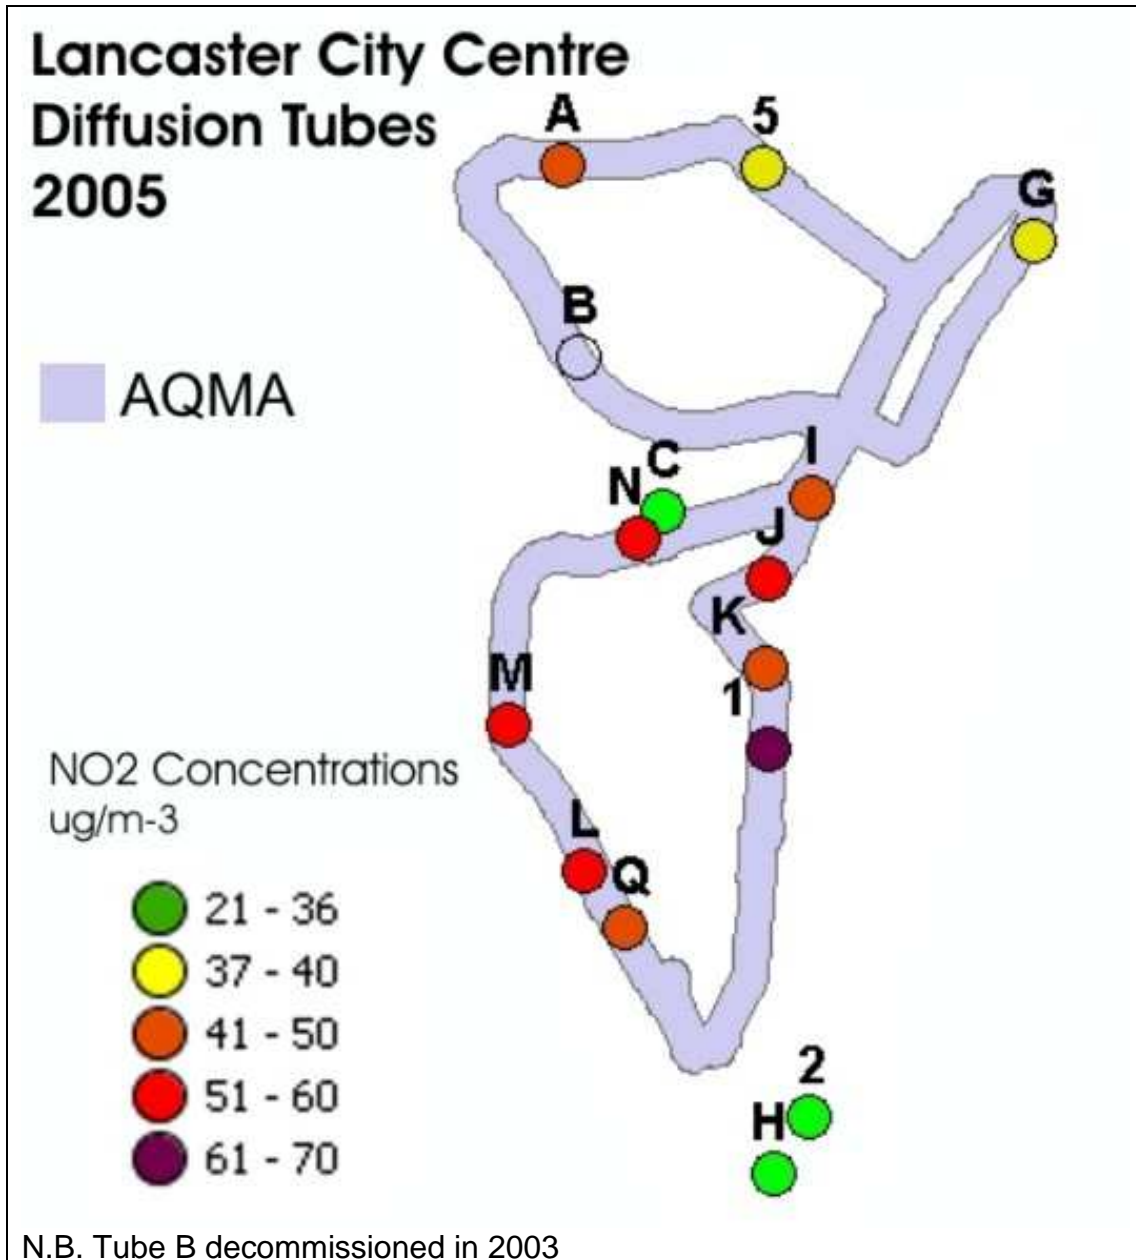 Lancaster City Centre
Diffusion Tubes
2005
A
5
G
B
AQMA
I
C
N
J
K
M
1
NO2 Concentrations
ug/m-3
L
Q
21 - 36
37 - 40
41 - 50
51 - 60
61 - 70
2
H
N.B. Tube B decommissioned in 2003